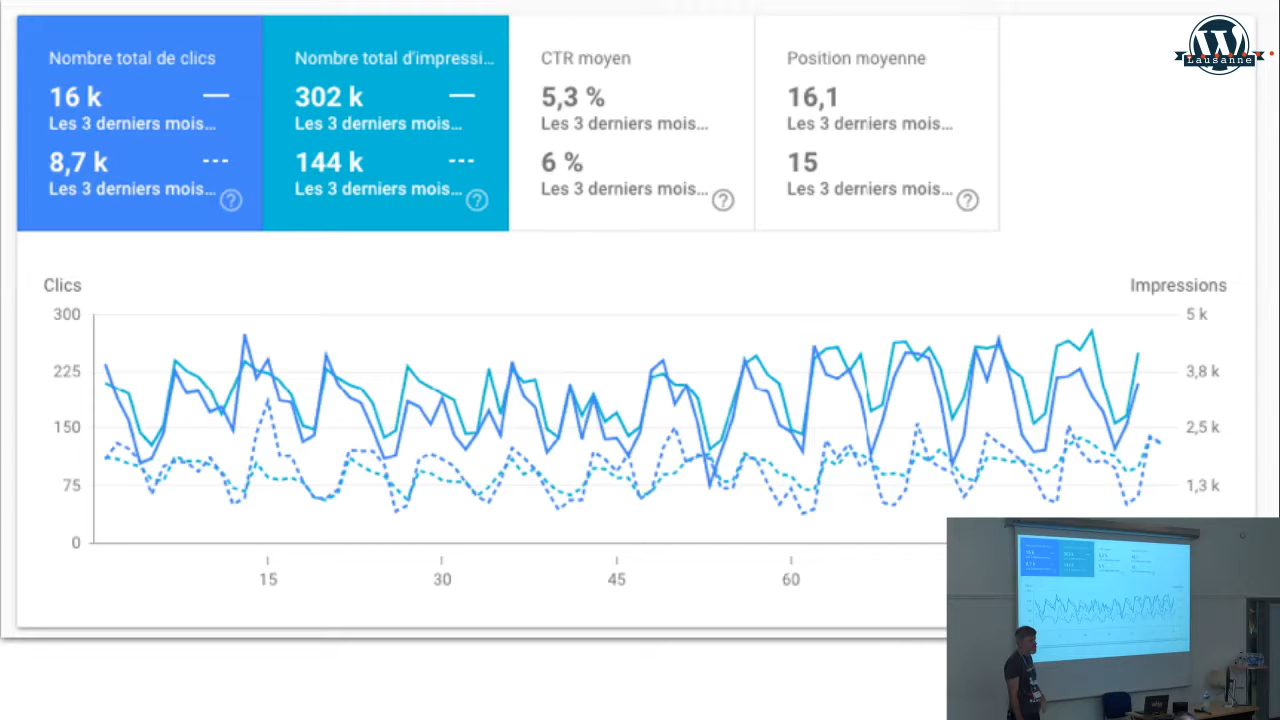 Nombre total de clics
16 k
Les 3 derniers mois...
8,7 k
Les 3 derniers mois...
Nombre total d'impressi...
302 k
Les 3 derniers mois...
144 k
Les 3 derniers mois...
CTR moyen
5,3 %
Les 3 derniers mois...
6 %
Les 3 derniers mois...
Position moyenne
16,1
Les 3 derniers mois...
15
Les 3 derniers mois...
W
Lausanne
Clics
Impressions
300
225
150
75
0
5 k
3,8 k
2,5 k
1,3 k
15
30
45
60